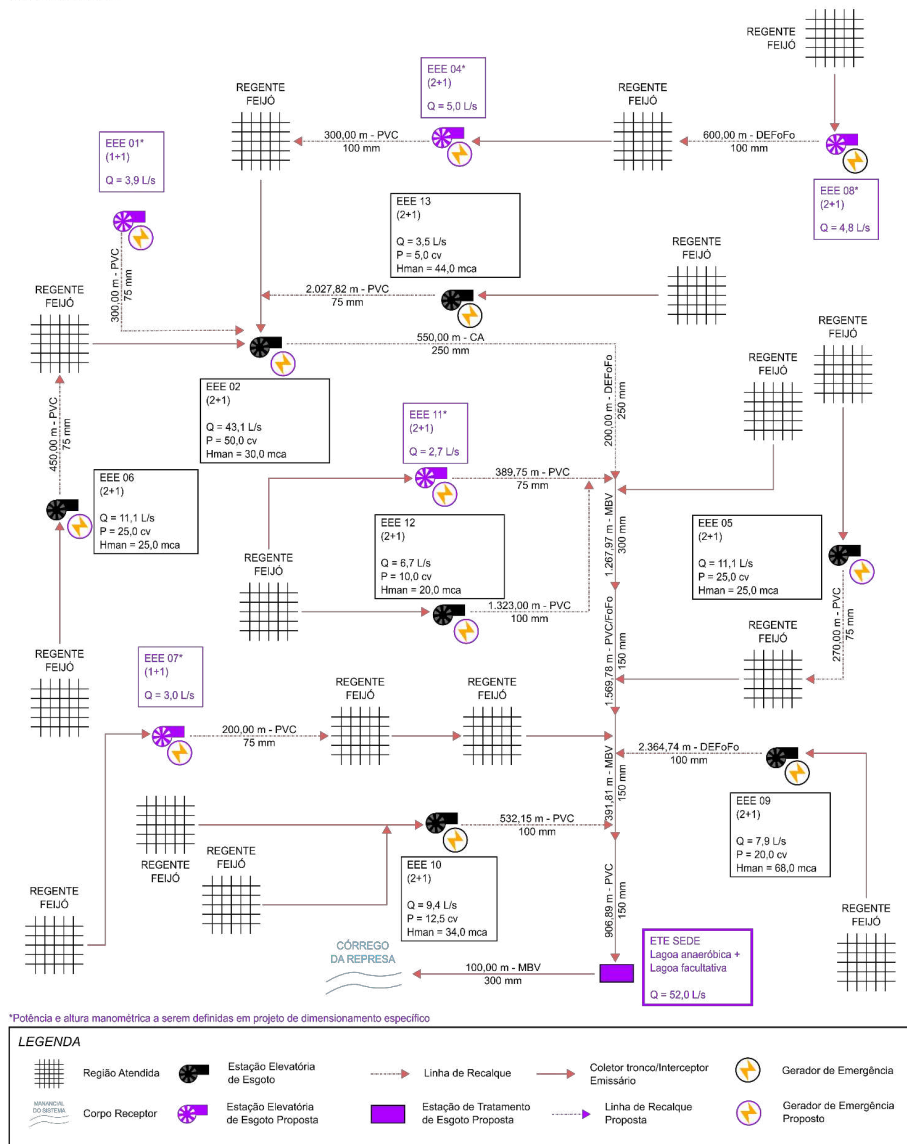 REGENTE
FEIJÓ
EEE 04*
(2+1)
Q = 5,0 L/s
REGENTE
FEIJÓ
300,00 m - PVC
100 mm
REGENTE
FEIJÓ
600,00 m - DEFoFo
100 mm
EEE 01*
(1+1)
Q = 3,9 L/s
EEE 08*
(2+1)
Q = 4,8 L/s
EEE 13
(2+1)
Q = 3,5 L/s
P = 5,0 cv
Hman = 44,0 mca
300,00 m - PVC
75 mm
2.027,82 m - PVC
75 mm
REGENTE
FEIJÓ
REGENTE
FEIJÓ
REGENTE
FEIJÓ
550,00 m - CA
250 mm
200,00 m - DEFoFo
250 mm
REGENTE
FEIJÓ
EEE 02
(2+1)
Q = 43,1 L/s
P = 50,0 cv
Hman = 30,0 mca
450,00 m - PVC
75 mm
EEE 11*
(2+1)
Q = 2,7 L/s
389,75 m - PVC
75 mm
EEE 06
(2+1)
Q = 11,1 L/s
P = 25,0 cv
Hman = 25,0 mca
EEE 12
(2+1)
Q = 6,7 L/s
P = 10,0 cv
Hman = 20,0 mca
1.267,97 m - MBV
300 mm
EEE 05
(2+1)
Q = 11,1 L/s
P = 25,0 cv
Hman = 25,0 mca
REGENTE
FEIJÓ
1.323,00 m - PVC
100 mm
270,00 m - PVC
75 mm
REGENTE
FEIJÓ
1.569,78 m - PVC/FoFo
150 mm
REGENTE
FEIJÓ
EEE 07*
(1+1)
Q = 3,0 L/s
REGENTE
FEIJÓ
REGENTE
FEIJÓ
200,00 m - PVC
75 mm
391,81 m - MBV
150 mm
2.364,74 m - DEFoFo
100 mm
EEE 09
(2+1)
Q = 7,9 L/s
P = 20,0 cv
Hman = 68,0 mca
532,15 m - PVC
100 mm
REGENTE
FEIJÓ
REGENTE
FEIJÓ
EEE 10
(2+1)
Q = 9,4 L/s
P = 12,5 cv
Hman = 34,0 mca
REGENTE
FEIJÓ
906,89 m - PVC
150 mm
REGENTE
FEIJÓ
ETE SEDE
Lagoa anaeróbica +
Lagoa facultativa
Q = 52,0 L/s
CÓRREGO
DA REPRESA
100,00 m - MBV
300 mm
*Potência e altura manométrica a serem definidas em projeto de dimensionamento específico
LEGENDA
Região Atendida
Estação Elevatória
de Esgoto
Linha de Recalque
Coletor tronco/Interceptor
Emissário
Gerador de Emergência
MANANCIAL
DO SISTEMA
Corpo Receptor
Estação Elevatória
de Esgoto Proposta
Estação de Tratamento
de Esgoto Proposta
Linha de Recalque
Proposta
Gerador de Emergência
Proposto